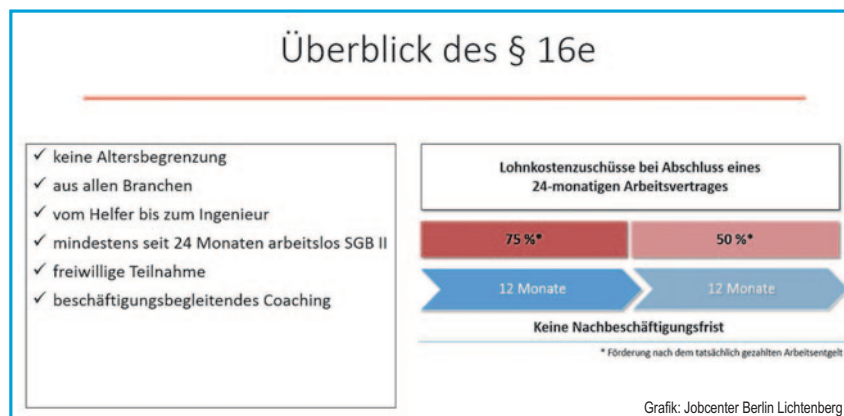 Überblick des § 16e
✓ keine Altersbegrenzung
✓ aus allen Branchen
✓ vom Helfer bis zum Ingenieur
✓ mindestens seit 24 Monaten arbeitslos SGB II
✓ freiwillige Teilnahme
✓ beschäftigungsbegleitendes Coaching
Lohnkostenzuschüsse bei Abschluss eines
24-monatigen Arbeitsvertrages
75 %* 50 %*
12 Monate 12 Monate
Keine Nachbeschäftigungsfrist
* Förderung nach dem tatsächlich gezahlten Arbeitsentgelt
Grafik: Jobcenter Berlin Lichtenberg